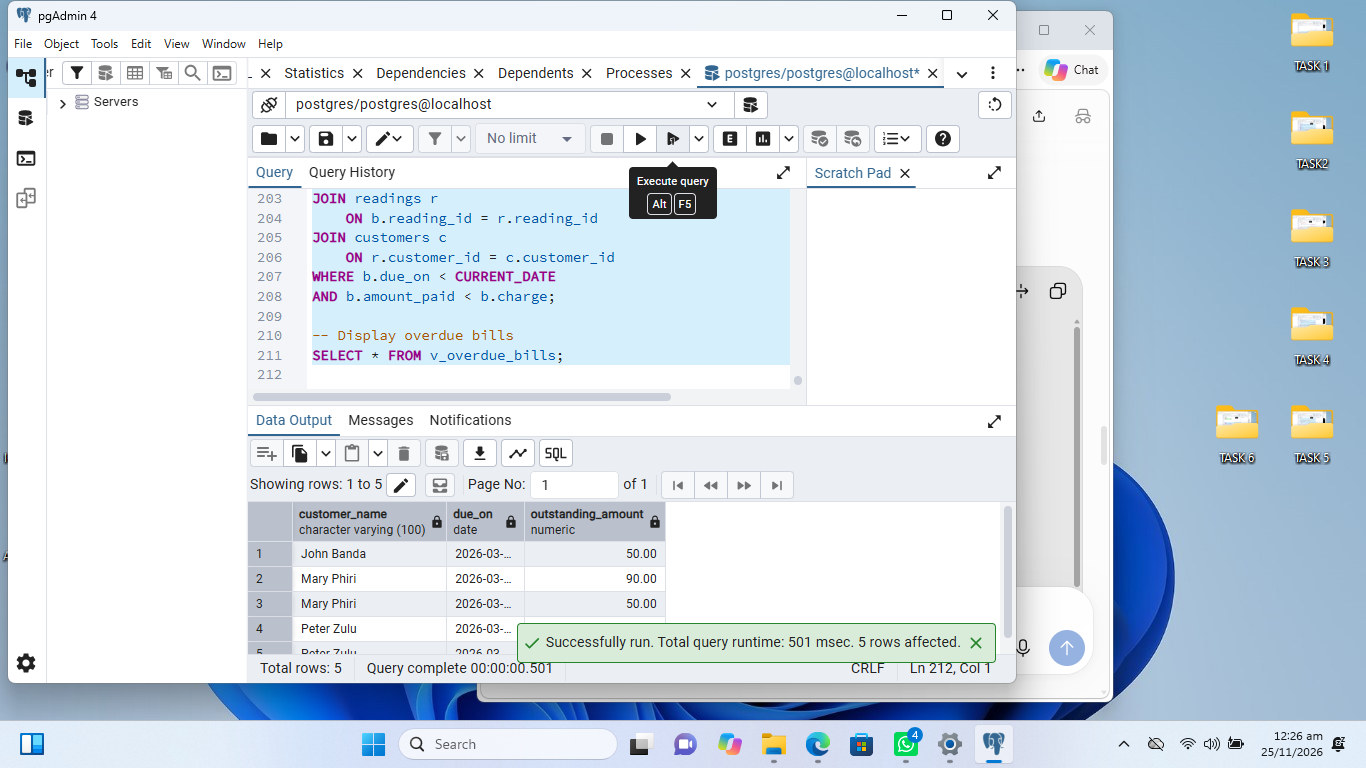 pgAdmin 4
File Object Tools Edit View Window Help
Statistics Dependencies Dependents Processes postgres/postgres@localhost*
Servers
postgres/postgres@localhost
No limit
Query Query History
Execute query
Alt F5
Scratch Pad
203 JOIN readings r
204 ON b.reading_id = r.reading_id
205 JOIN customers c
206 ON r.customer_id = c.customer_id
207 WHERE b.due_on < CURRENT_DATE
208 AND b.amount_paid < b.charge;
209
210 -- Display overdue bills
211 SELECT * FROM v_overdue_bills;
212
Data Output Messages Notifications
SQL
Showing rows: 1 to 5 Page No: 1 of 1
customer_name due_on outstanding_amount
character varying (100) date numeric
1 John Banda 2026-03-... 50.00
2 Mary Phiri 2026-03-... 90.00
3 Mary Phiri 2026-03-... 50.00
4 Peter Zulu 2026-03-...
Successfully run. Total query runtime: 501 msec. 5 rows affected.
Total rows: 5 Query complete 00:00:00.501 CRLF Ln 212, Col 1
Chat
TASK 1
TASK2
TASK 3
TASK 4
TASK 6 TASK 5
Search
4
12:26 am
25/11/2026